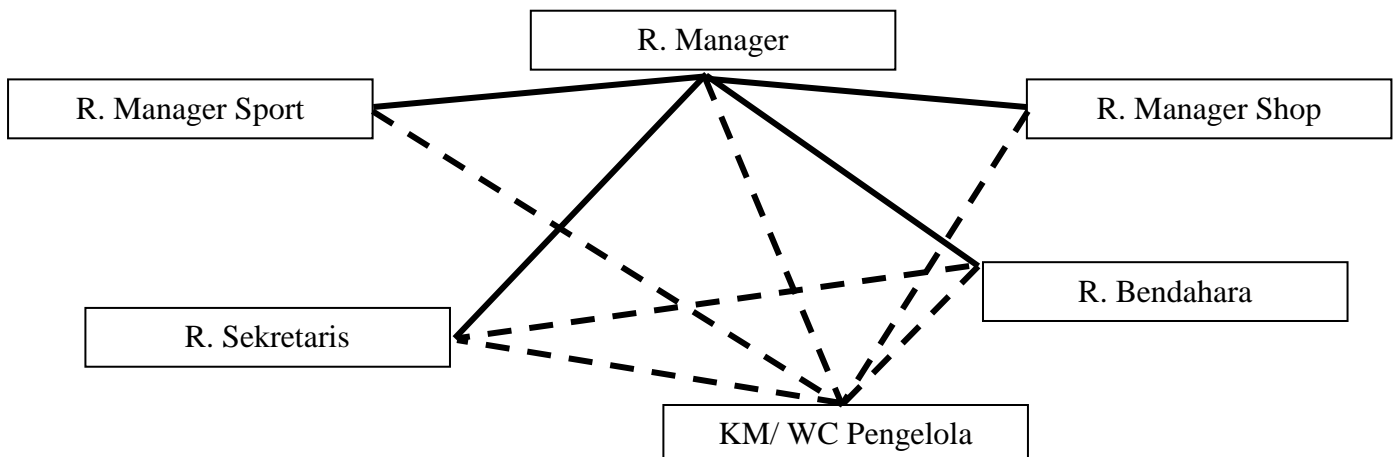 R. Manager
R. Manager Sport
R. Manager Shop
R. Bendahara
R. Sekretaris
KM/ WC Pengelola